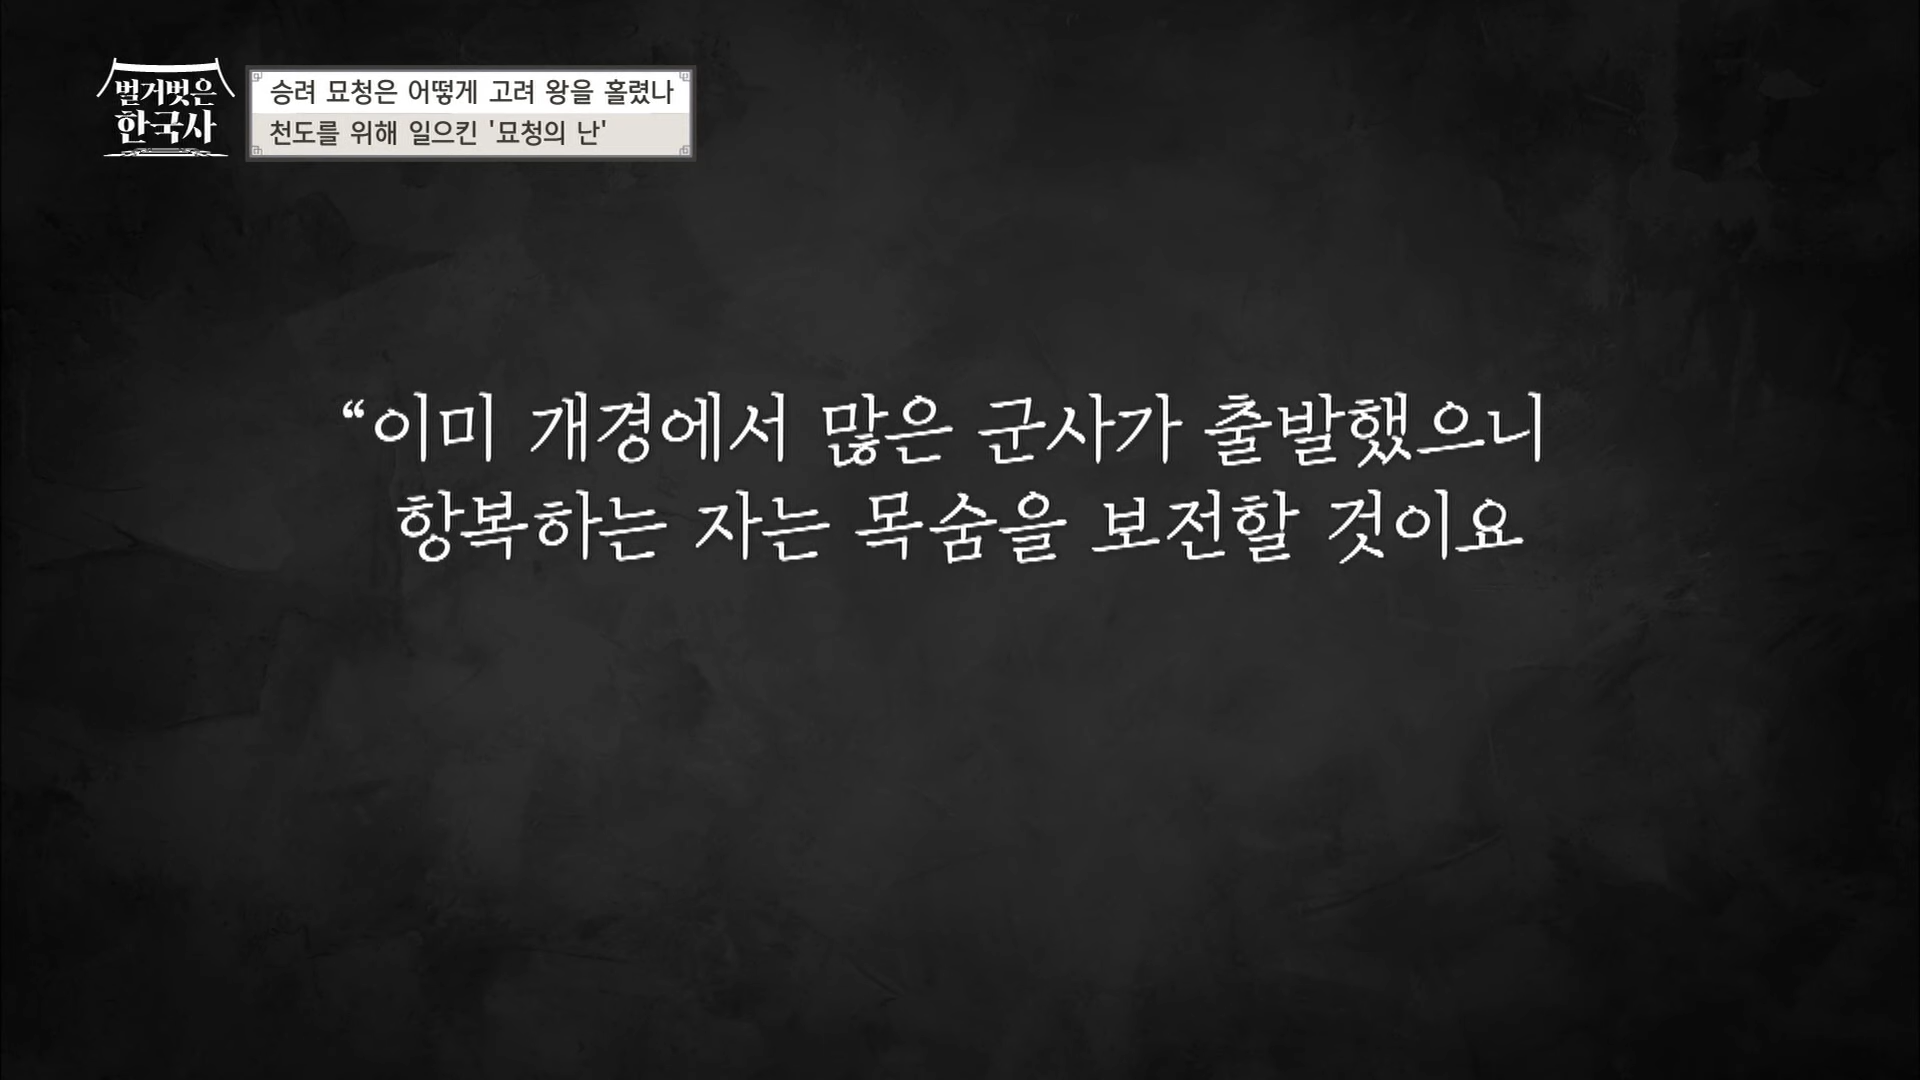 벌거벗은
한국사
승려 묘청은 어떻게 고려 왕을 홀렸나
천도를 위해 일으킨 '묘청의 난'
“이미 개경에서 많은 군사가 출발했으니
항복하는 자는 목숨을 보전할 것이요